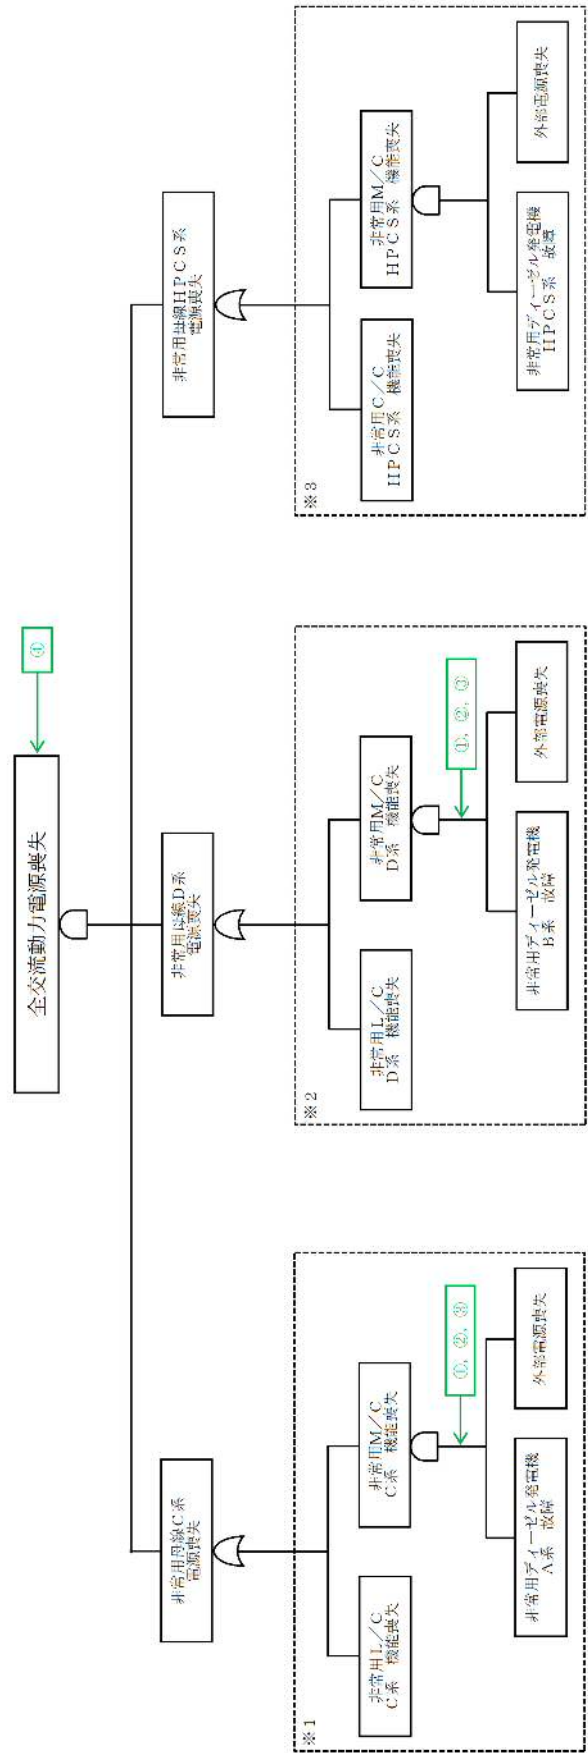 全交流動力電源喪失
④
非常用母線C系
電源喪失
非常用母線D系
電源喪失
非常用母線HPCS系
電源喪失
※1
非常用L/C
C系 機能喪失
非常用M/C
C系 機能喪失
①, ②, ③
非常用ディーゼル発電機
A系 故障
外部電源喪失
※2
非常用L/C
D系 機能喪失
非常用M/C
D系 機能喪失
①, ②, ③
非常用ディーゼル発電機
B系 故障
外部電源喪失
※3
非常用C/C
HPCS系 機能喪失
非常用M/C
HPCS系 機能喪失
非常用ディーゼル発電機
HPCS系 故障
外部電源喪失